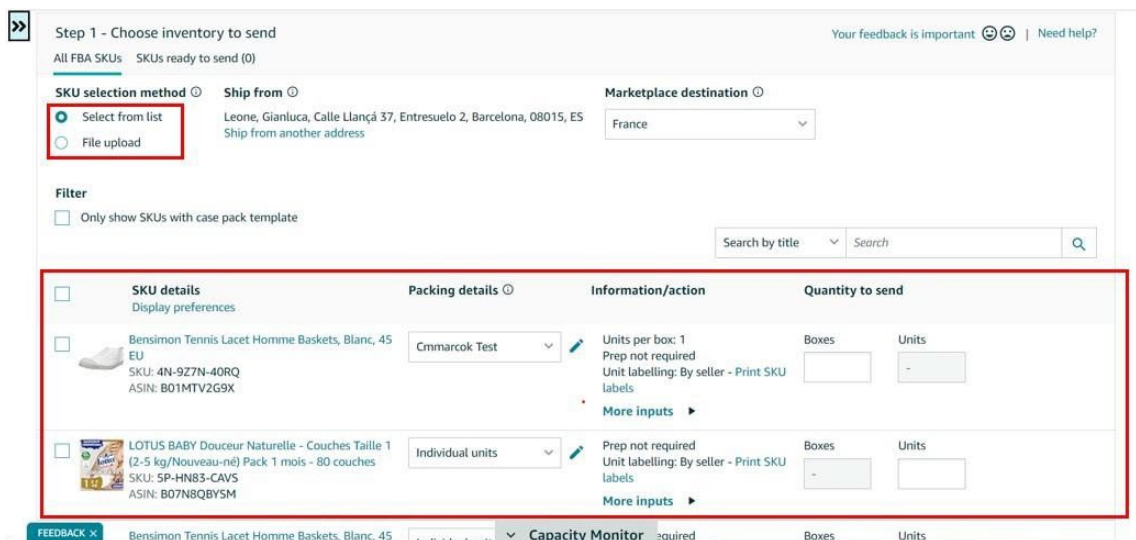 Step 1 - Choose inventory to send
Your feedback is important | Need help?
All FBA SKUs SKUs ready to send (0)
SKU selection method Ship from Marketplace destination
Select from list Leone, Gianluca, Calle Llançá 37, Entresuelo 2, Barcelona, 08015, ES France
Ship from another address
File upload
Filter
Only show SKUs with case pack template
Search by title Search
SKU details Packing details Information/action Quantity to send
Display preferences
Bensimon Tennis Lacet Homme Baskets, Blanc, 45 EU
SKU: 4N-9Z7N-40RQ
ASIN: B01MTV2G9X
Cmmarcok Test
Units per box: 1
Prep not required
Unit labelling: By seller - Print SKU labels
More inputs
Boxes Units
-
LOTUS BABY Douceur Naturelle - Couches Taille 1
(2-5 kg/Nouveau-né) Pack 1 mois - 80 couches
SKU: 5P-HN83-CAVS
ASIN: B07N8QBYSM
Individual units
Prep not required
Unit labelling: By seller - Print SKU labels
More inputs
Boxes Units
-
FEEDBACK X
Bensimon Tennis Lacet Homme Baskets, Blanc, 45
Capacity Monitor
Boxes Units